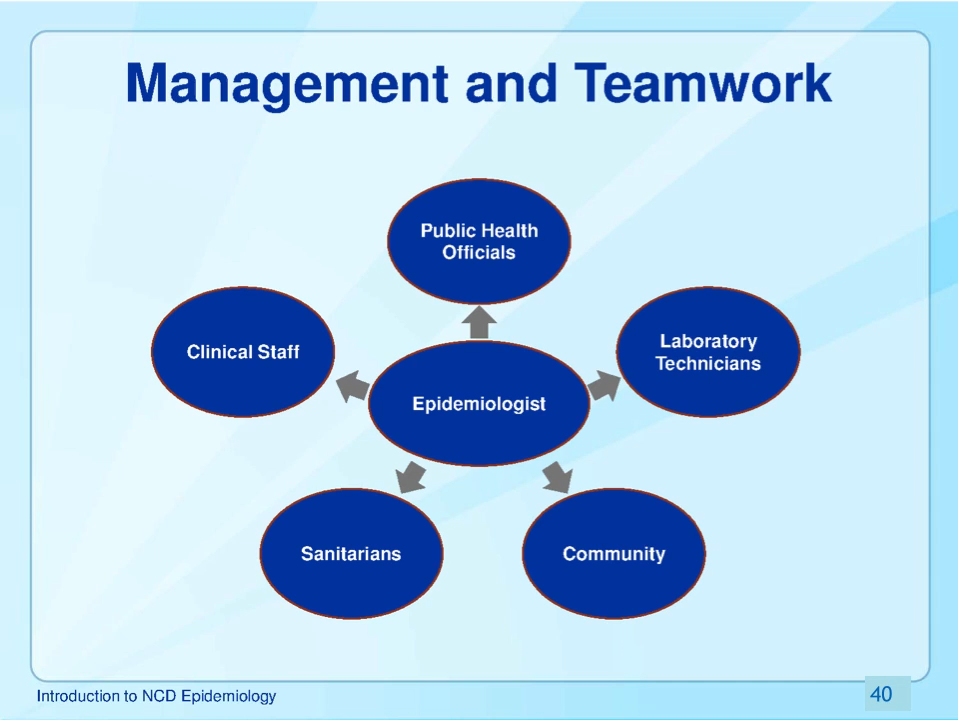 Management and Teamwork
Public Health
Officials
Clinical Staff
Laboratory
Technicians
Epidemiologist
Sanitarians
Community
Introduction to NCD Epidemiology
40